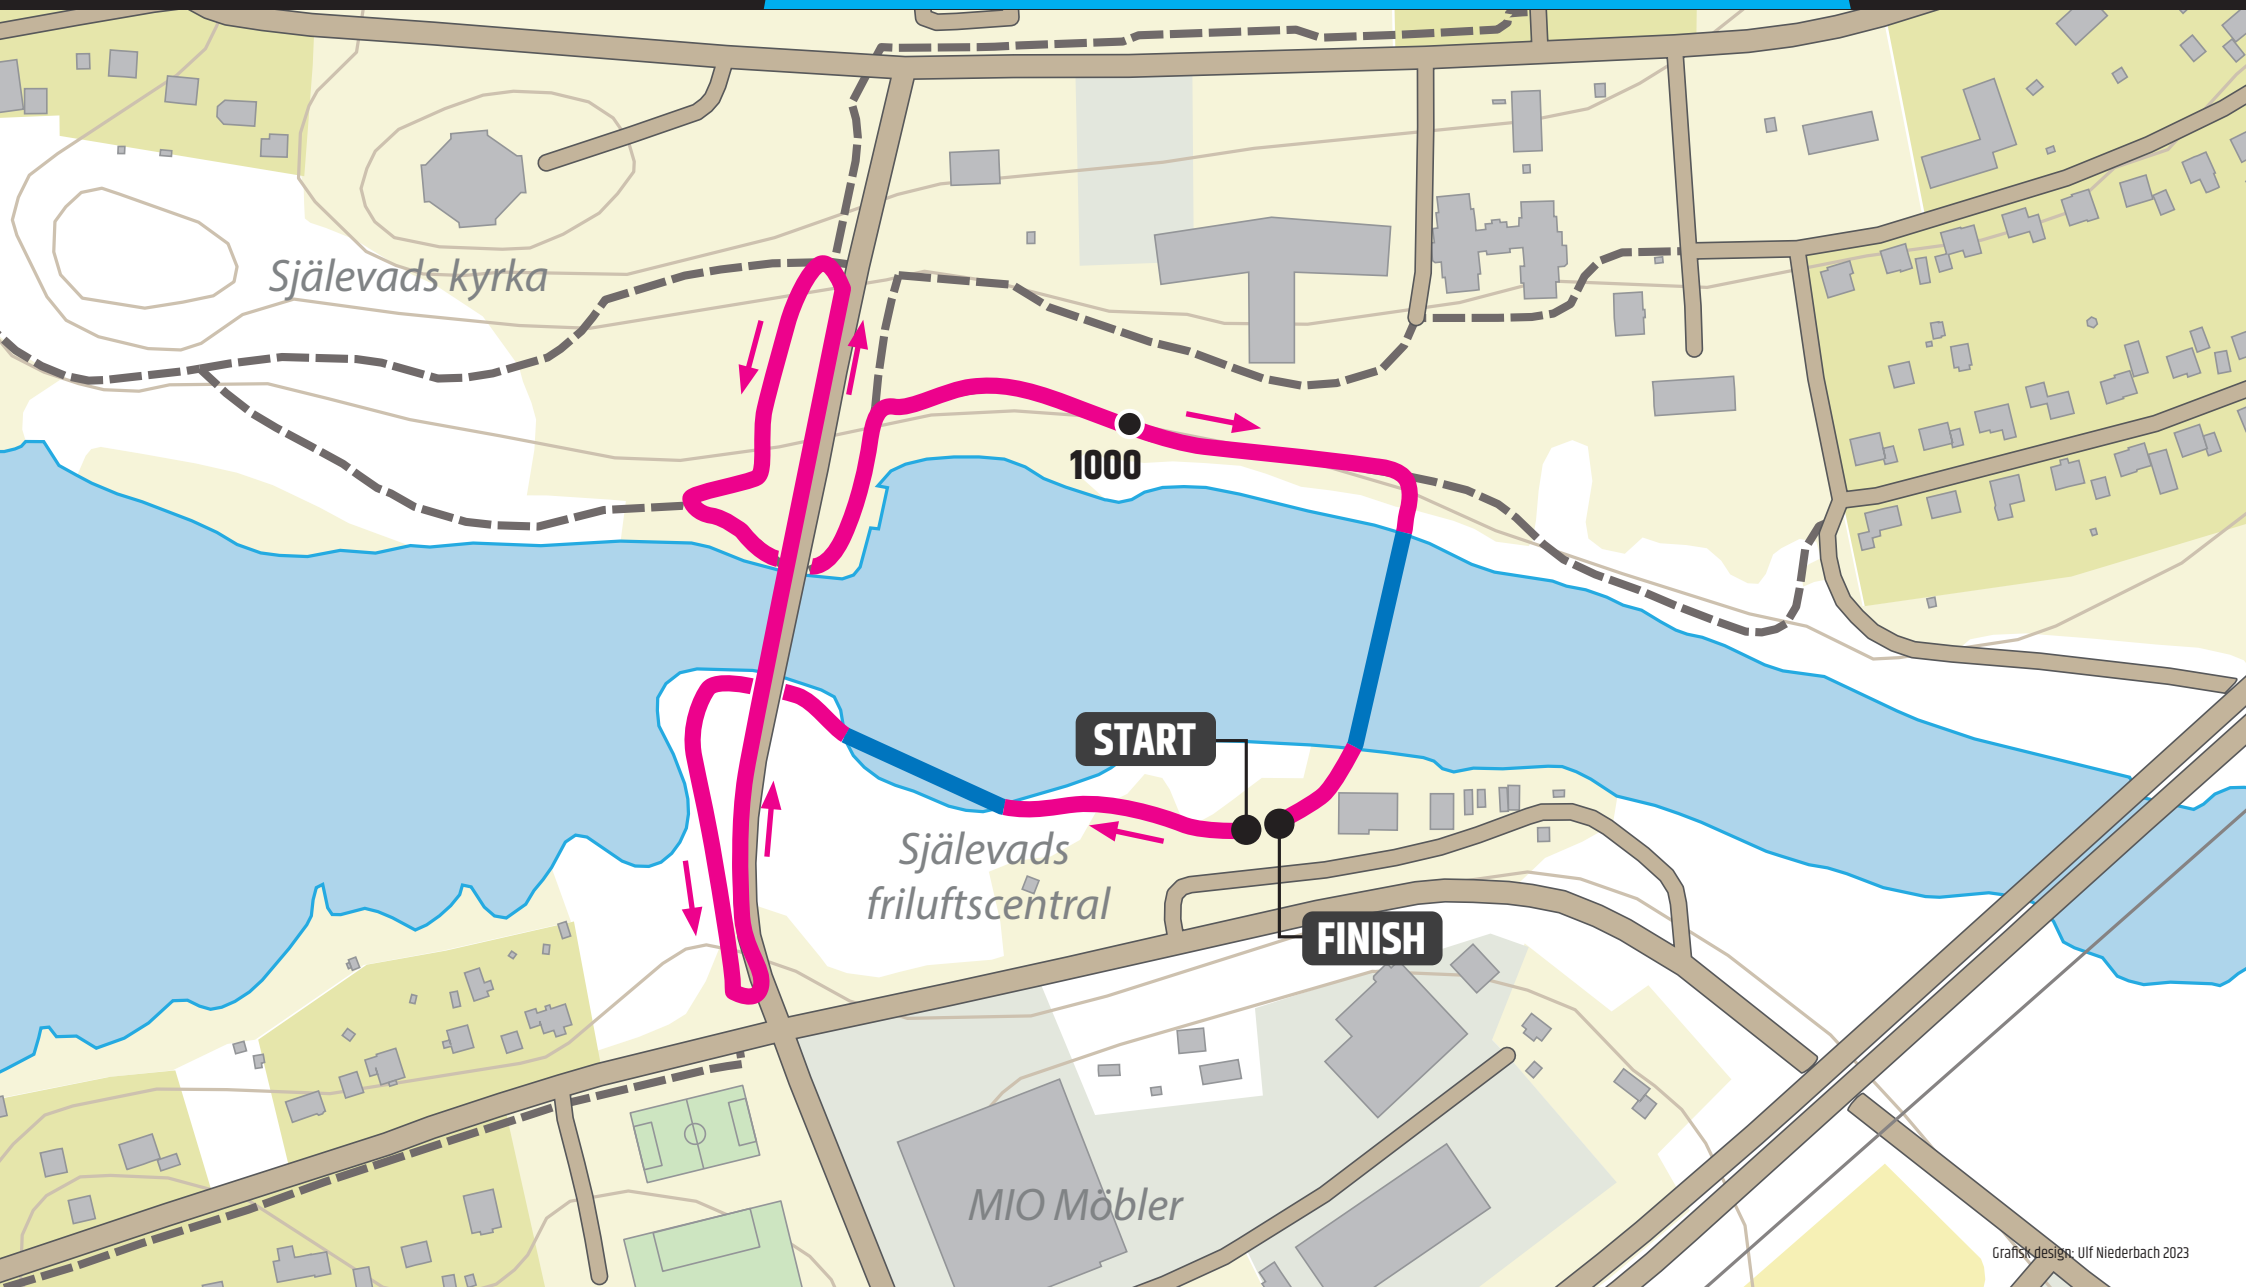 Själevads kyrka
1000
START
Själevads
friluftscentral
FINISH
MIO Möbler
Grafisk design: Ulf Niederbach 2023